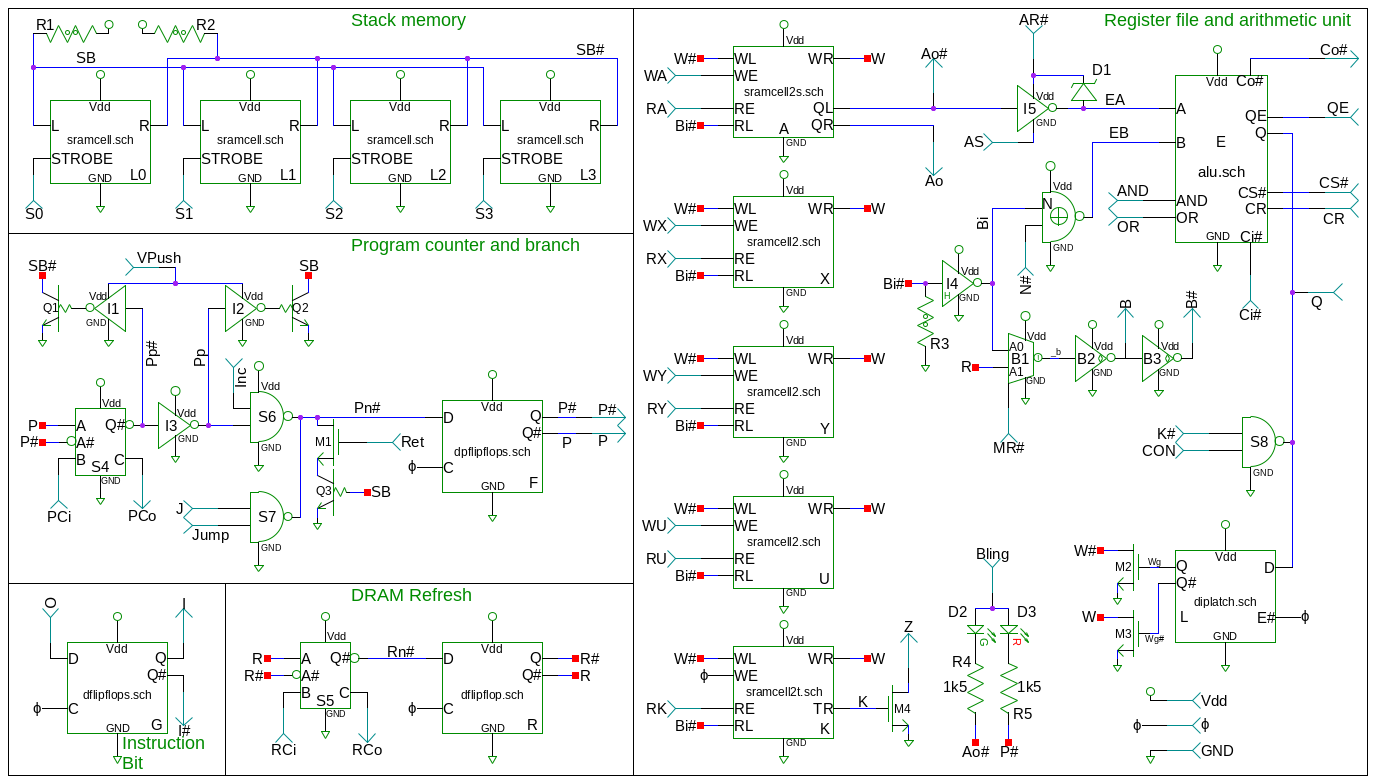 Stack memory
R1
R2
SB
SB#
Vdd
Vdd
Vdd
Vdd
L R
L R
L R
L R
sramcell.sch
sramcell.sch
sramcell.sch
sramcell.sch
STROBE
STROBE
STROBE
STROBE
GND L0
GND L1
GND L2
GND L3
S0
S1
S2
S3
Program counter and branch
SB#
VPush
SB
Q1
Vdd
I1
GND
I2
Vdd
GND
Q2
Pp#
Pp
Inc
Vdd
S6
GND
Vdd
P
P#
A
A#
B
Q#
C
S4
GND
PCi
PCo
Vdd
I3
GND
J
Jump
S7
GND
Pn#
M1
Ret
Q3
SB
ϕ
Vdd
D
Q
Q#
dpflipflops.sch
C
GND
F
P# P#
P P
O
I
Vdd
D
Q
Q#
dflipflops.sch
ϕ
C
GND
G
I#
Instruction
Bit
DRAM Refresh
Vdd
R
R#
A
A#
B
Q#
C
S5
GND
RCi
RCo
Rn#
Vdd
D
Q
Q#
R#
R
dflipflop.sch
ϕ
C
GND
R
Register file and arithmetic unit
Vdd
W# WL WR W
WA WE
sramcell2s.sch
RA RE QL
Bi# RL QR
A
GND
Ao#
Ao
Vdd
W# WL WR W
WX WE
sramcell2.sch
RX RE
Bi# RL
X
GND
Vdd
W# WL WR W
WY WE
sramcell2.sch
RY RE
Bi# RL
Y
GND
Vdd
W# WL WR W
WU WE
sramcell2.sch
RU RE
Bi# RL
U
GND
Vdd
W# WL WR W
ϕ WE
sramcell2t.sch
RK RE TR
Bi# RL
K
GND
K
M4
Z
AR#
D1
I5
Vdd
GND
EA
AS
EB
Vdd
N
GND
N#
Bi
Bi#
I4
Vdd
H
GND
R3
Vdd
Co#
A
B
E
alu.sch
QE
Q
CS#
CR
AND
OR
GND
Ci#
Co#
QE
CS#
CR
AND
OR
Ci#
Q
R
A0
B1
A1
Vdd
GND
MR#
_b
B2
Vdd
GND
B
B3
Vdd
GND
B#
K#
CON
S8
GND
Bling
D2
D3
G
R
R4
1k5
1k5
R5
Ao#
P#
W#
M2
Wg
W
M3
Wg#
Vdd
Q
Q#
D
diplatch.sch
L
E#
ϕ
GND
Vdd
ϕ ϕ
GND